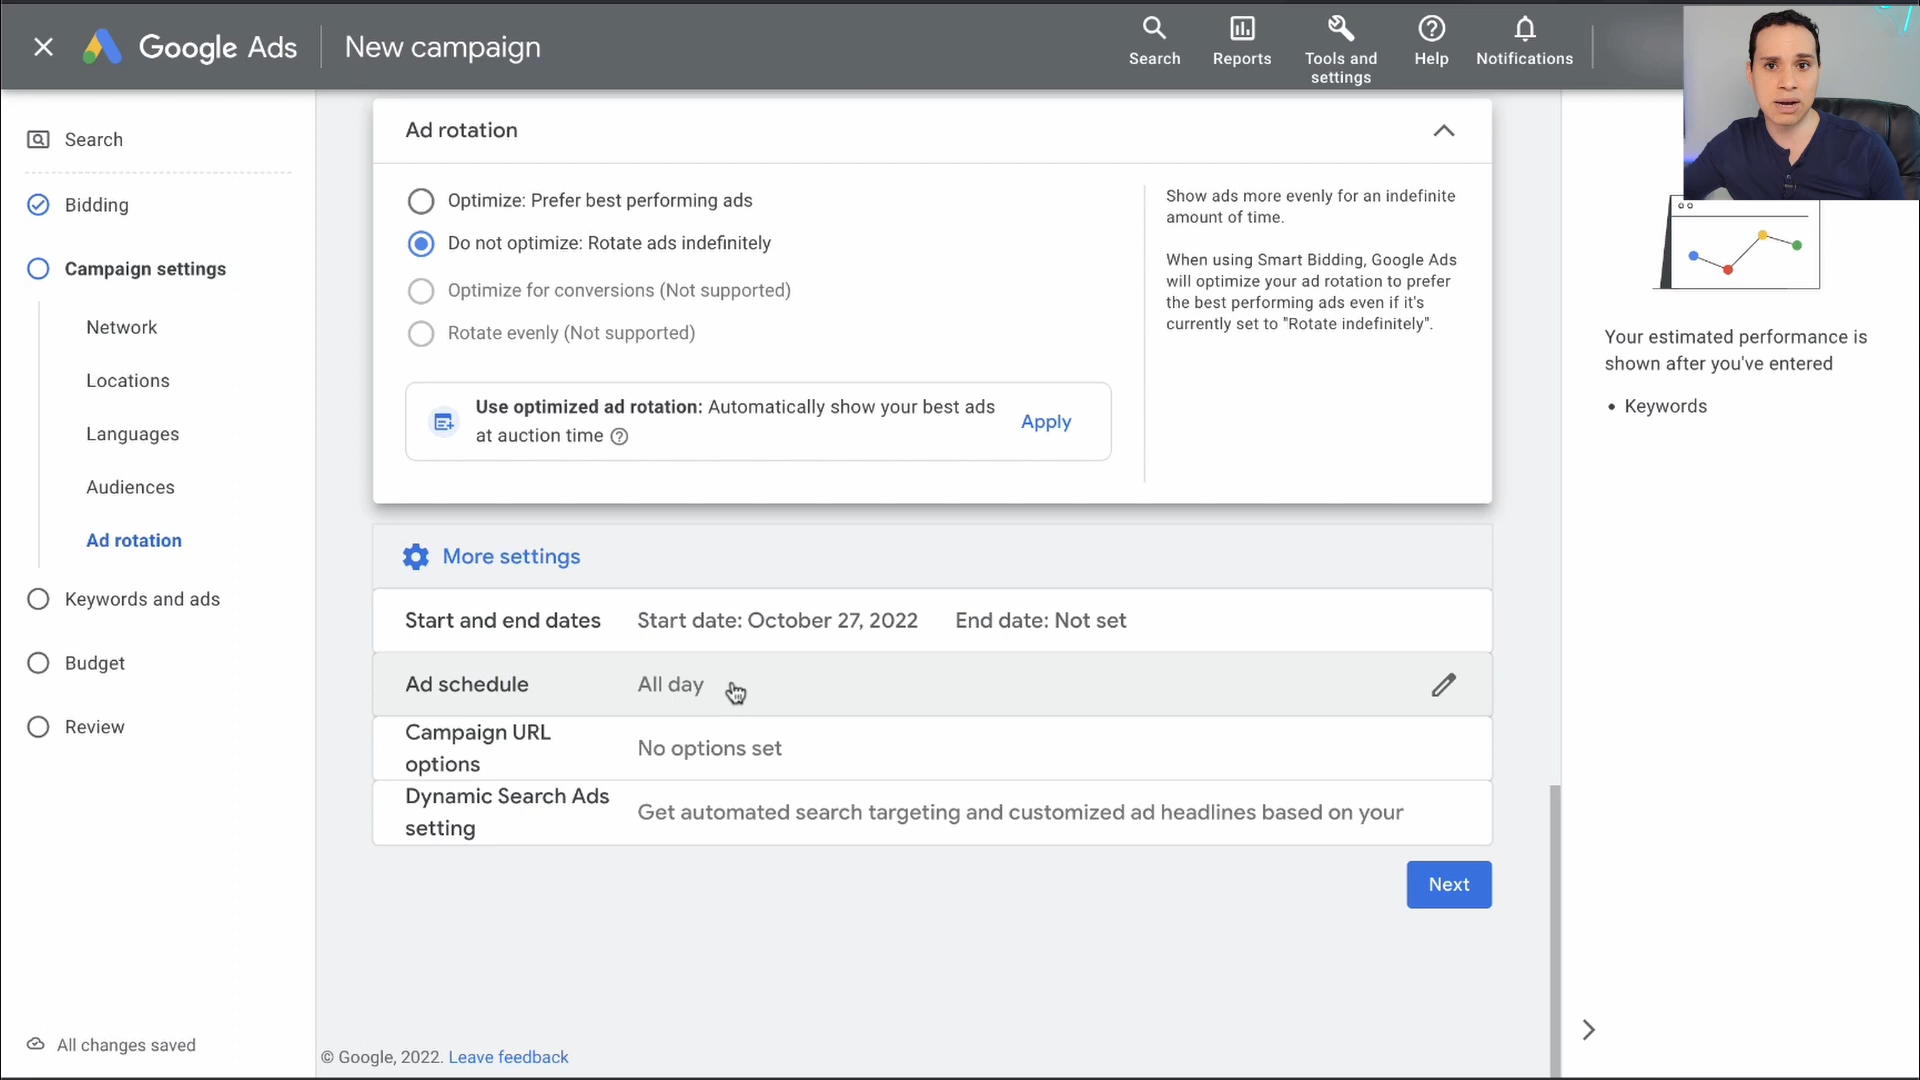 Google Ads
New campaign
Search
Reports
Tools and
settings
Help
Notifications
Search
Bidding
Campaign settings
Network
Locations
Languages
Audiences
Ad rotation
Keywords and ads
Budget
Review
All changes saved
Ad rotation
Optimize: Prefer best performing ads
Do not optimize: Rotate ads indefinitely
Optimize for conversions (Not supported)
Rotate evenly (Not supported)
Use optimized ad rotation: Automatically show your best ads
at auction time
Apply
Show ads more evenly for an indefinite
amount of time.
When using Smart Bidding, Google Ads
will optimize your ad rotation to prefer
the best performing ads even if it's
currently set to "Rotate indefinitely".
More settings
Start and end dates Start date: October 27, 2022 End date: Not set
Ad schedule All day
Campaign URL
options
No options set
Dynamic Search Ads
setting
Get automated search targeting and customized ad headlines based on your
Next
© Google, 2022. Leave feedback
Your estimated performance is
shown after you've entered
• Keywords